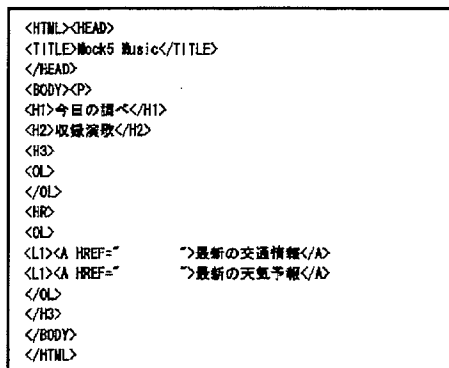 <HTML><HEAD>
<TITLE>Mock5 Music</TITLE>
</HEAD>
<BODY><P>
<H1>今日の調べ</H1>
<H2>収録演歌</H2>
<H3>
<OL>
</OL>
<HR>
<OL>
<L1><A HREF="          ">最新の交通情報</A>
<L1><A HREF="          ">最新の天気予報</A>
</OL>
</H3>
</BODY>
</HTML>